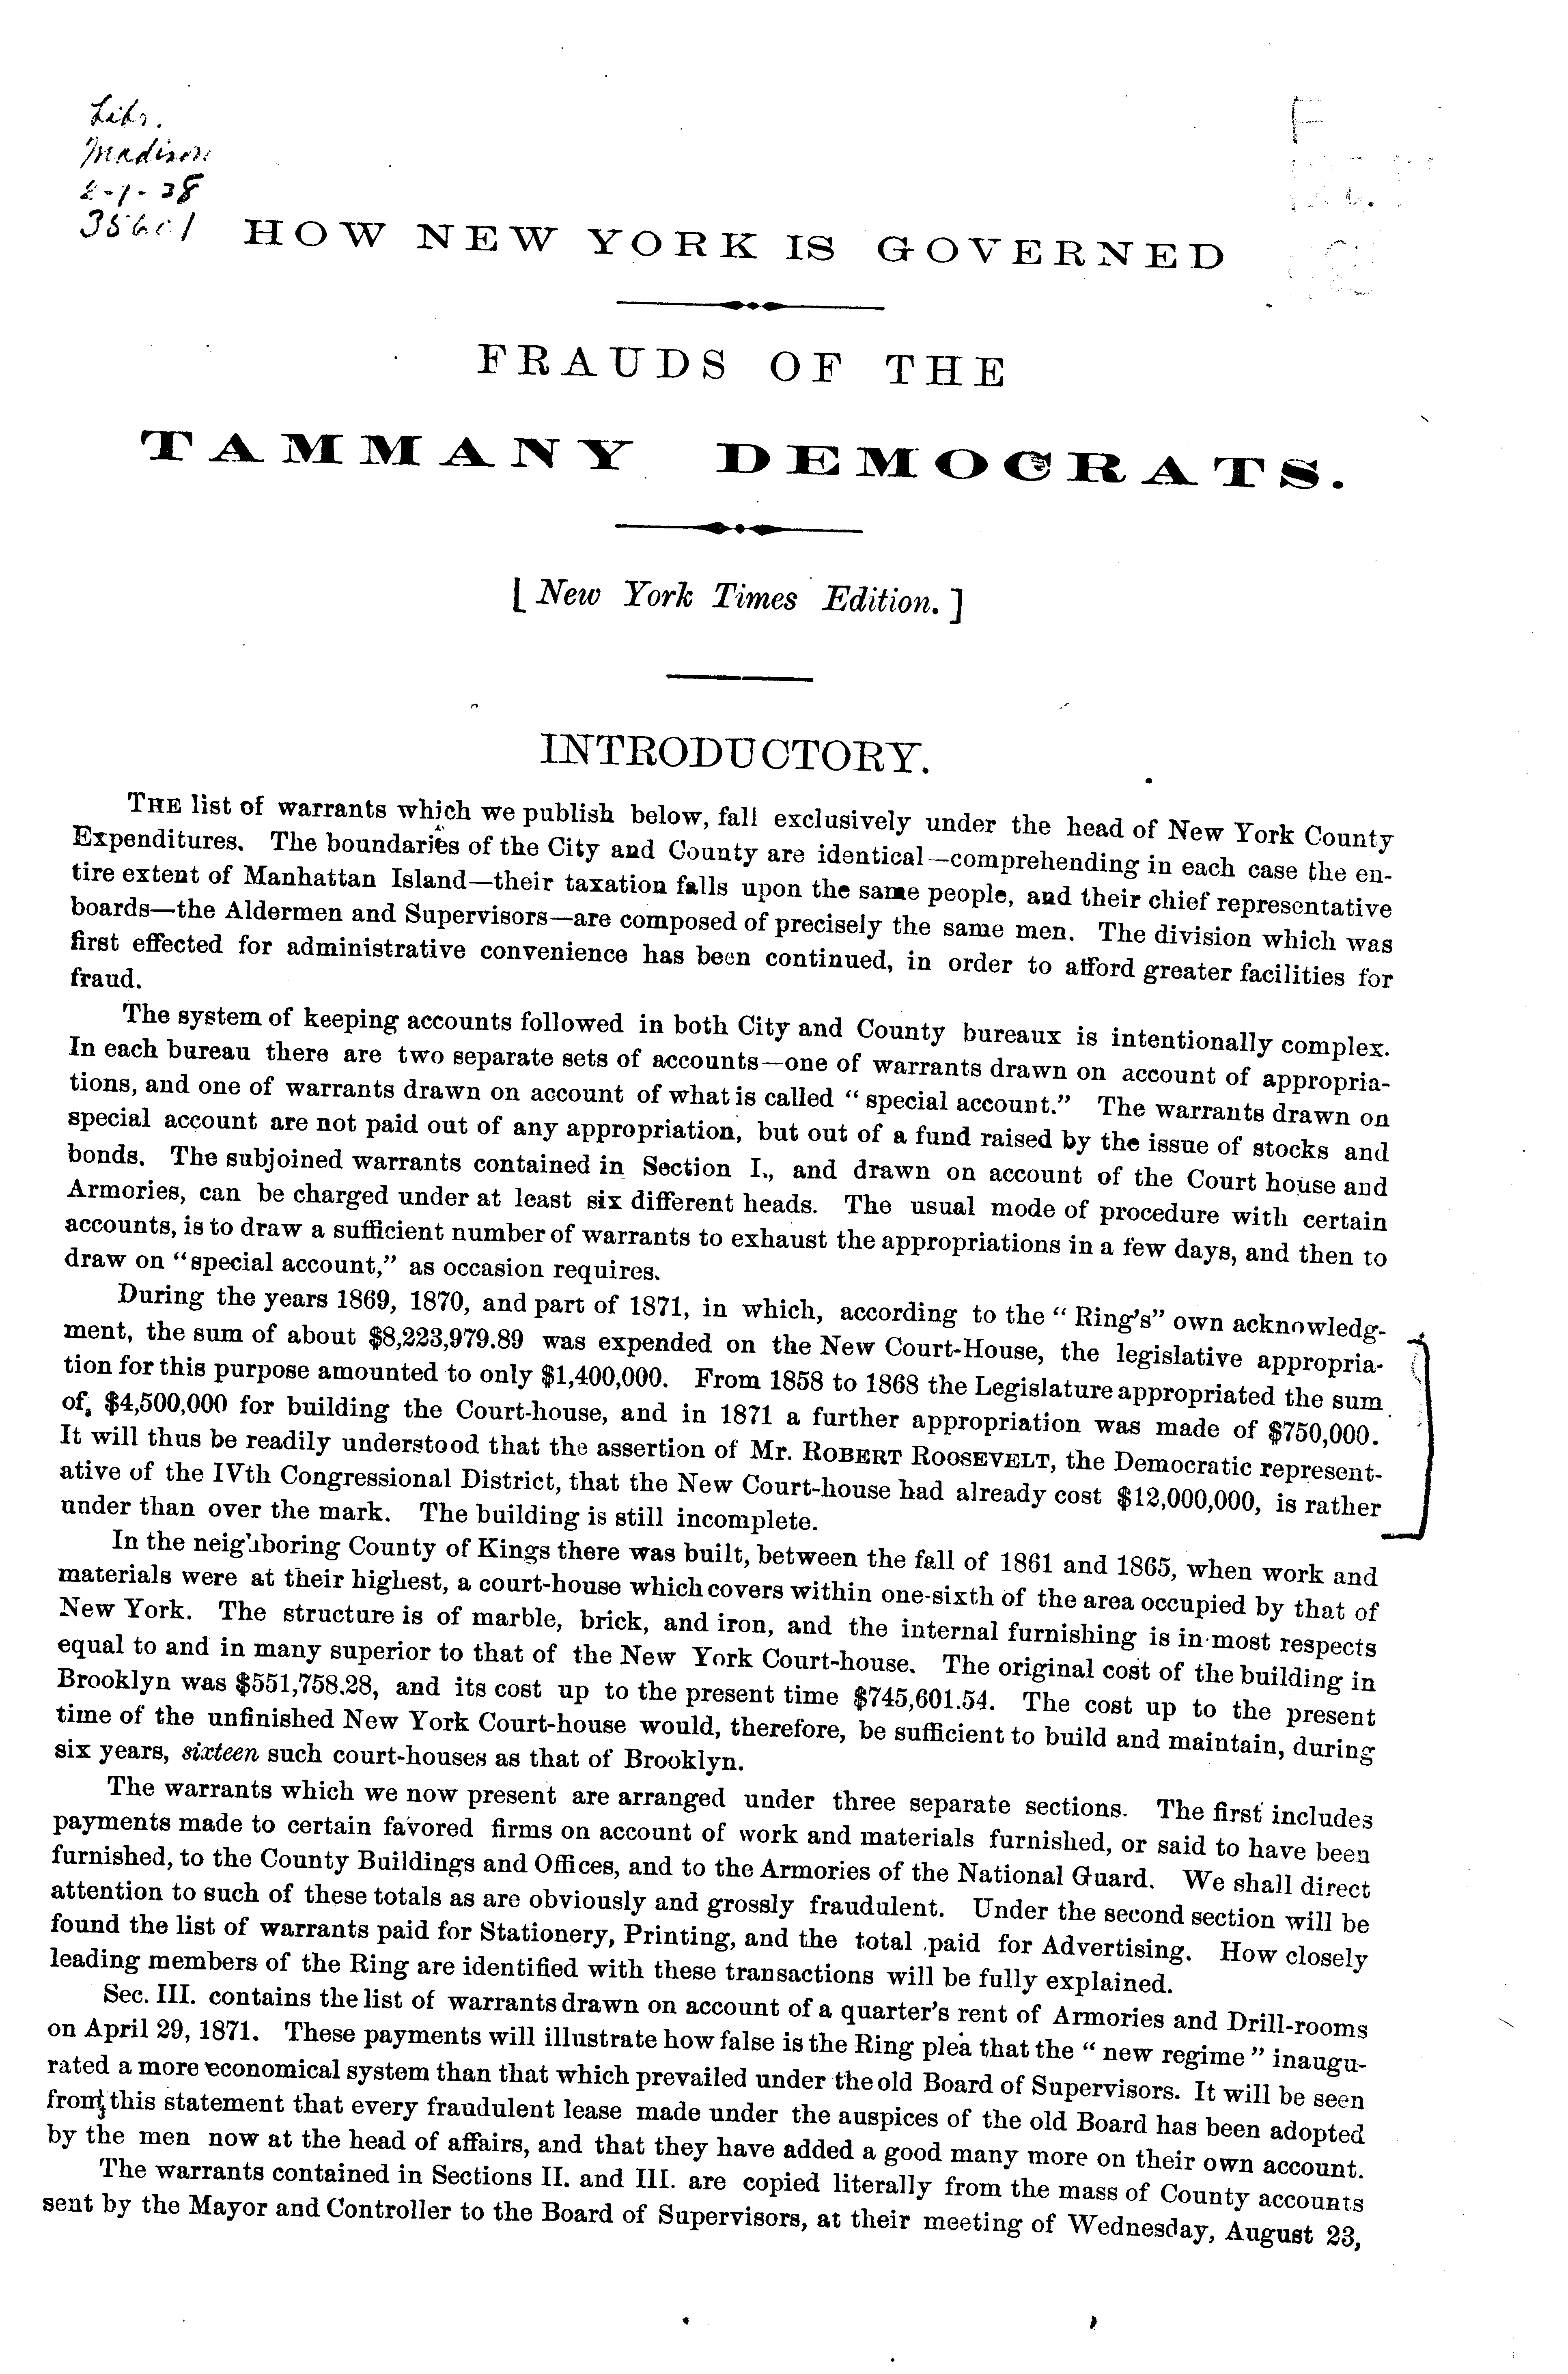 Libr.
Madison
2-1-38
HOW NEW YORK IS GOVERNED
FRAUDS OF THE
TAMMANY DEMOCRATS.
[New York Times Edition.]
INTRODUCTORY.
THE list of warrants which we publish below, fall exclusively under the head of New York County
Expenditures. The boundaries of the City and County are identical—comprehending in each case the en-
tire extent of Manhattan Island—their taxation falls upon the same people, and their chief representative
boards—the Aldermen and Supervisors—are composed of precisely the same men. The division which was
first effected for administrative convenience has been continued, in order to afford greater facilities for
fraud.
The system of keeping accounts followed in both City and County bureaux is intentionally complex.
In each bureau there are two separate sets of accounts—one of warrants drawn on account of appropria-
tions, and one of warrants drawn on account of what is called "special account." The warrants drawn on
special account are not paid out of any appropriation, but out of a fund raised by the issue of stocks and
bonds. The subjoined warrants contained in Section I., and drawn on account of the Court house and
Armories, can be charged under at least six different heads. The usual mode of procedure with certain
accounts, is to draw a sufficient number of warrants to exhaust the appropriations in a few days, and then to
draw on "special account," as occasion requires.
During the years 1869, 1870, and part of 1871, in which, according to the "Ring's" own acknowledg-
ment, the sum of about $8,223,979.89 was expended on the New Court-House, the legislative appropria-
tion for this purpose amounted to only $1,400,000. From 1858 to 1868 the Legislature appropriated the sum
of $4,500,000 for building the Court-house, and in 1871 a further appropriation was made of $750,000.
It will thus be readily understood that the assertion of Mr. ROBERT ROOSEVELT, the Democratic represent-
ative of the IVth Congressional District, that the New Court-house had already cost $12,000,000, is rather
under than over the mark. The building is still incomplete.
In the neighboring County of Kings there was built, between the fall of 1861 and 1865, when work and
materials were at their highest, a court-house which covers within one-sixth of the area occupied by that of
New York. The structure is of marble, brick, and iron, and the internal furnishing is in most respects
equal to and in many superior to that of the New York Court-house. The original cost of the building in
Brooklyn was $551,758.28, and its cost up to the present time $745,601.54. The cost up to the present
time of the unfinished New York Court-house would, therefore, be sufficient to build and maintain, during
six years, sixteen such court-houses as that of Brooklyn.
The warrants which we now present are arranged under three separate sections. The first includes
payments made to certain favored firms on account of work and materials furnished, or said to have been
furnished, to the County Buildings and Offices, and to the Armories of the National Guard. We shall direct
attention to such of these totals as are obviously and grossly fraudulent. Under the second section will be
found the list of warrants paid for Stationery, Printing, and the total paid for Advertising. How closely
leading members of the Ring are identified with these transactions will be fully explained.
Sec. III. contains the list of warrants drawn on account of a quarter's rent of Armories and Drill-rooms
on April 29, 1871. These payments will illustrate how false is the Ring plea that the "new regime" inaugu-
rated a more economical system than that which prevailed under the old Board of Supervisors. It will be seen
from this statement that every fraudulent lease made under the auspices of the old Board has been adopted
by the men now at the head of affairs, and that they have added a good many more on their own account.
The warrants contained in Sections II. and III. are copied literally from the mass of County accounts
sent by the Mayor and Controller to the Board of Supervisors, at their meeting of Wednesday, August 23,